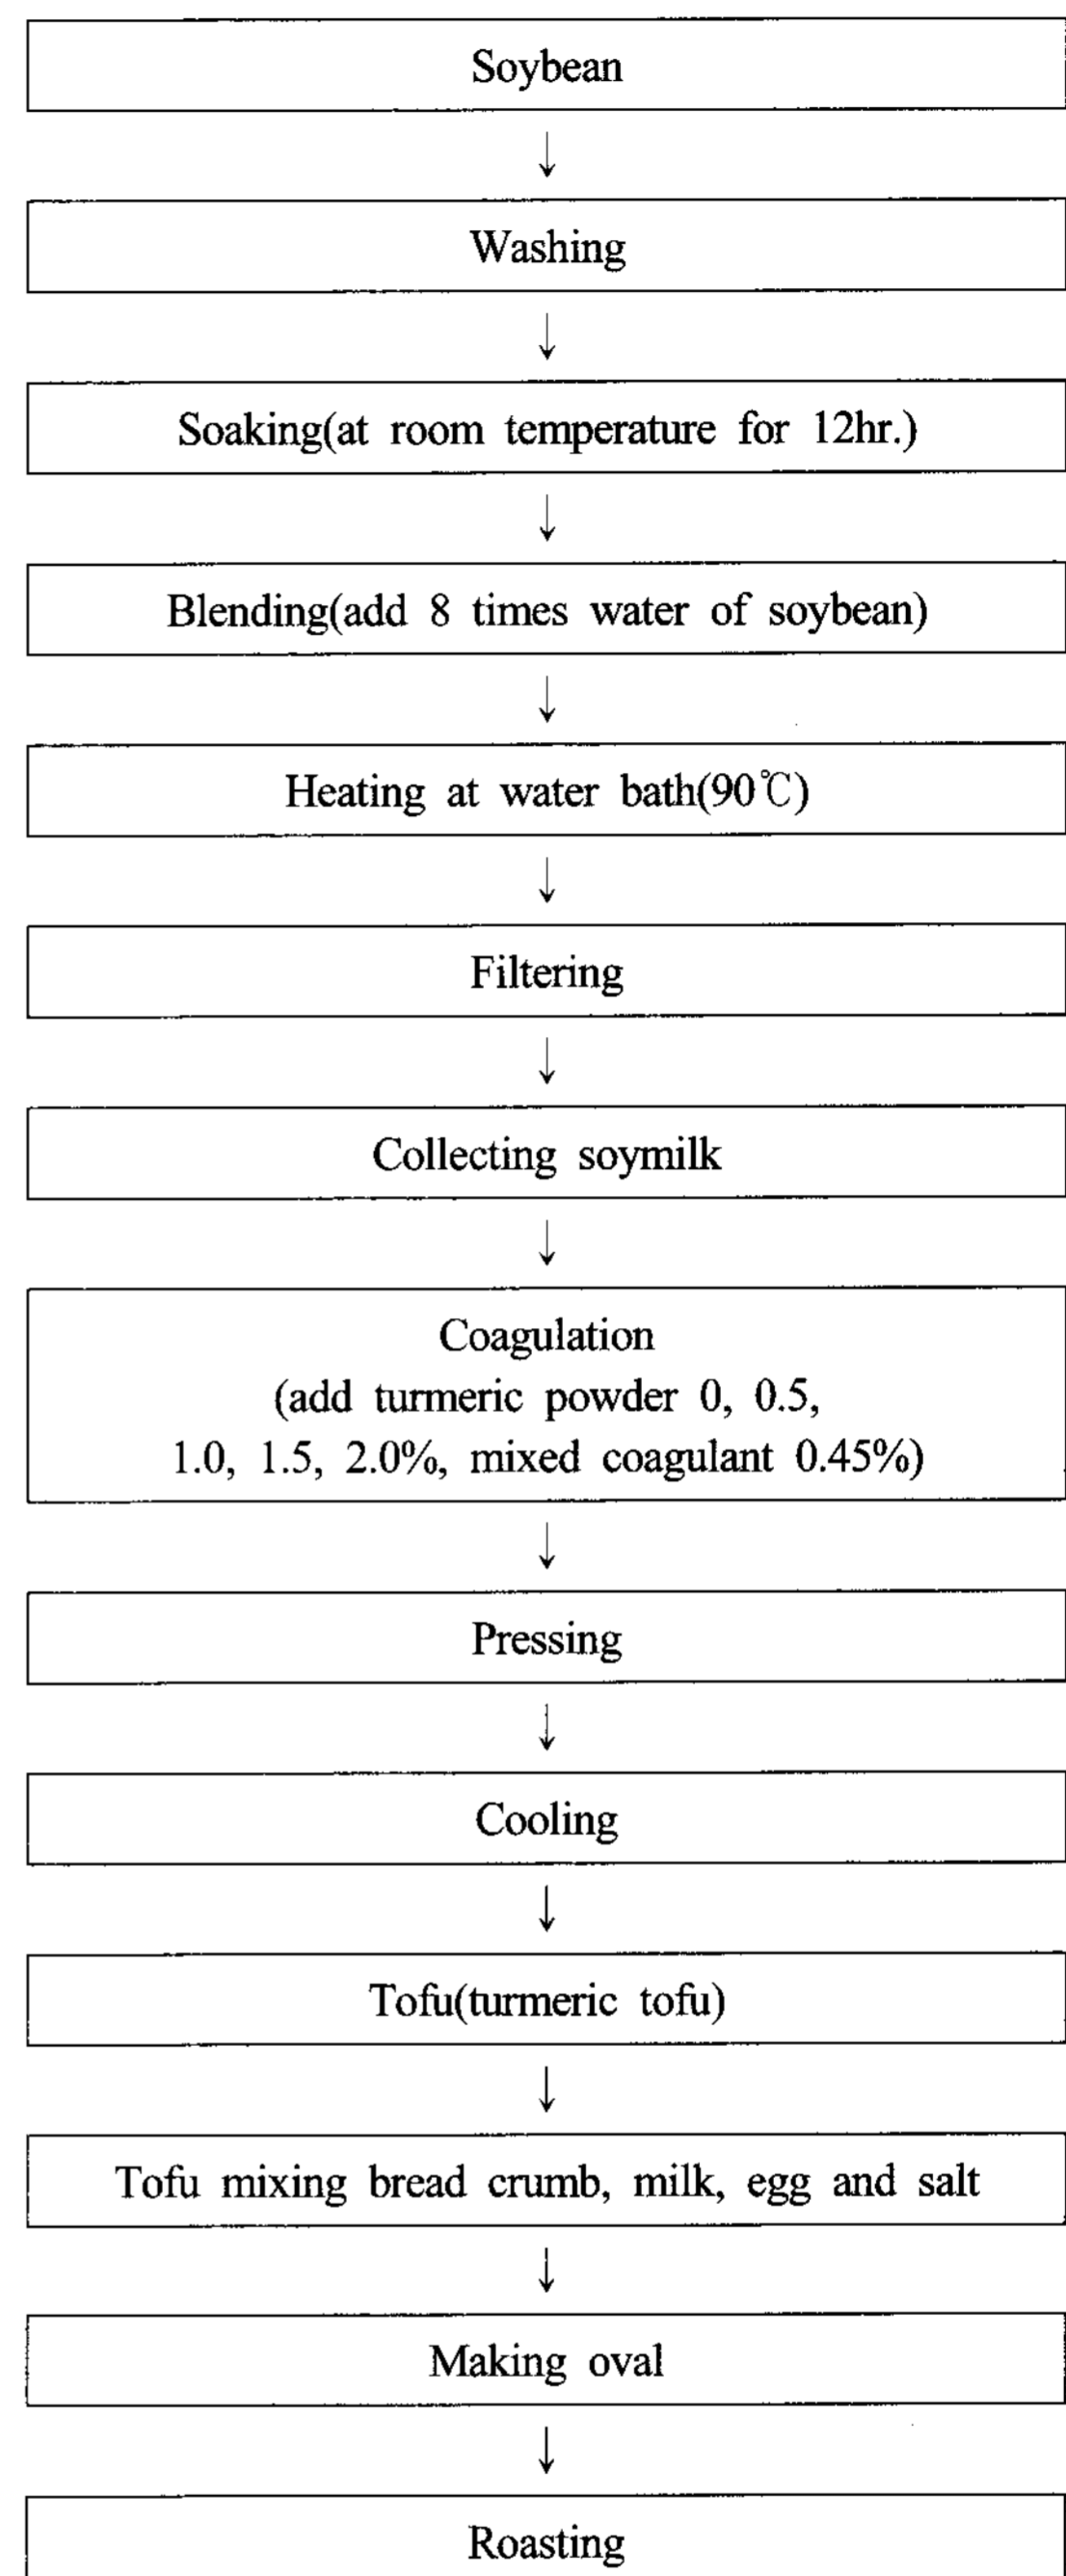 Soybean
↓
Washing
↓
Soaking(at room temperature for 12hr.)
↓
Blending(add 8 times water of soybean)
↓
Heating at water bath(90℃)
↓
Filtering
↓
Collecting soymilk
↓
Coagulation
(add turmeric powder 0, 0.5,
1.0, 1.5, 2.0%, mixed coagulant 0.45%)
↓
Pressing
↓
Cooling
↓
Tofu(turmeric tofu)
↓
Tofu mixing bread crumb, milk, egg and salt
↓
Making oval
↓
Roasting